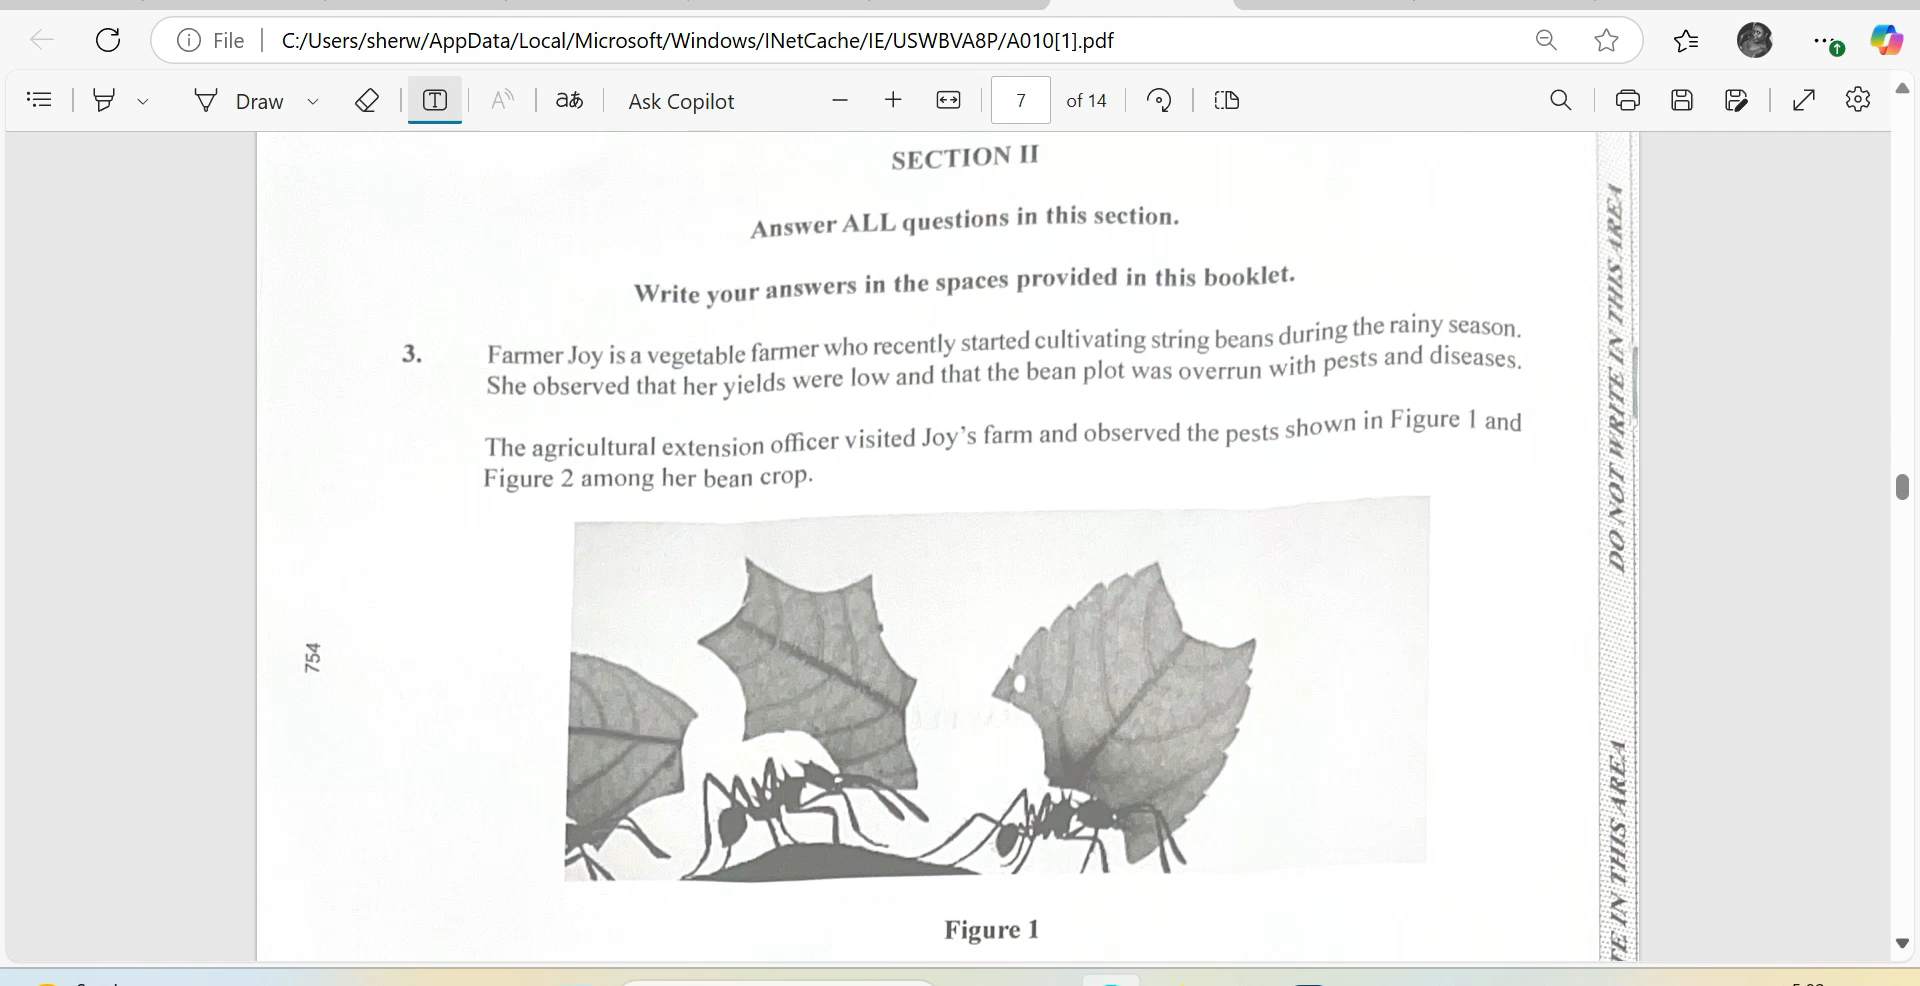 File
C:/Users/sherw/AppData/Local/Microsoft/Windows/INetCache/IE/USWBVA8P/A010[1].pdf
Draw
aあ
Ask Copilot
7 of 14
SECTION II
Answer ALL questions in this section.
Write your answers in the spaces provided in this booklet.
3. Farmer Joy is a vegetable farmer who recently started cultivating string beans during the rainy season.
She observed that her yields were low and that the bean plot was overrun with pests and diseases.
The agricultural extension officer visited Joy's farm and observed the pests shown in Figure 1 and
Figure 2 among her bean crop.
754
Figure 1
DO NOT WRITE IN THIS AREA
TE IN THIS AREA